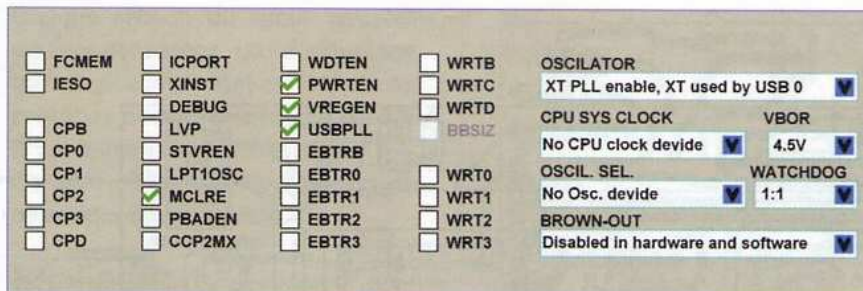 FCMEM
IESO
CPB
CP0
CP1
CP2
CP3
CPD
ICPORT
XINST
DEBUG
LVP
STVREN
LPT1OSC
MCLRE
PBADEN
CCP2MX
WDTEN
PWRTEN
VREGEN
USBPLL
EBTRB
EBTR0
EBTR1
EBTR2
EBTR3
WRTB
WRTC
WRTD
BBSIZ
WRT0
WRT1
WRT2
WRT3
OSCILATOR
XT PLL enable, XT used by USB 0
CPU SYS CLOCK VBOR
No CPU clock devide 4.5V
OSCIL. SEL. WATCHDOG
No Osc. devide 1:1
BROWN-OUT
Disabled in hardware and software